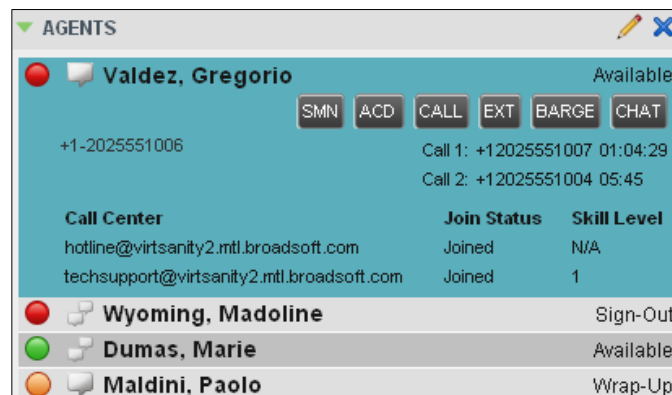 AGENTS
Valdez, Gregorio Available
SMN ACD CALL EXT BARGE CHAT
+1-2025551006 Call 1: +12025551007 01:04:29
Call 2: +12025551004 05:45
Call Center Join Status Skill Level
hotline@virtsanity2.mtl.broadsoft.com Joined N/A
techsupport@virtsanity2.mtl.broadsoft.com Joined 1
Wyoming, Madoline Sign-Out
Dumas, Marie Available
Maldini, Paolo Wrap-Up